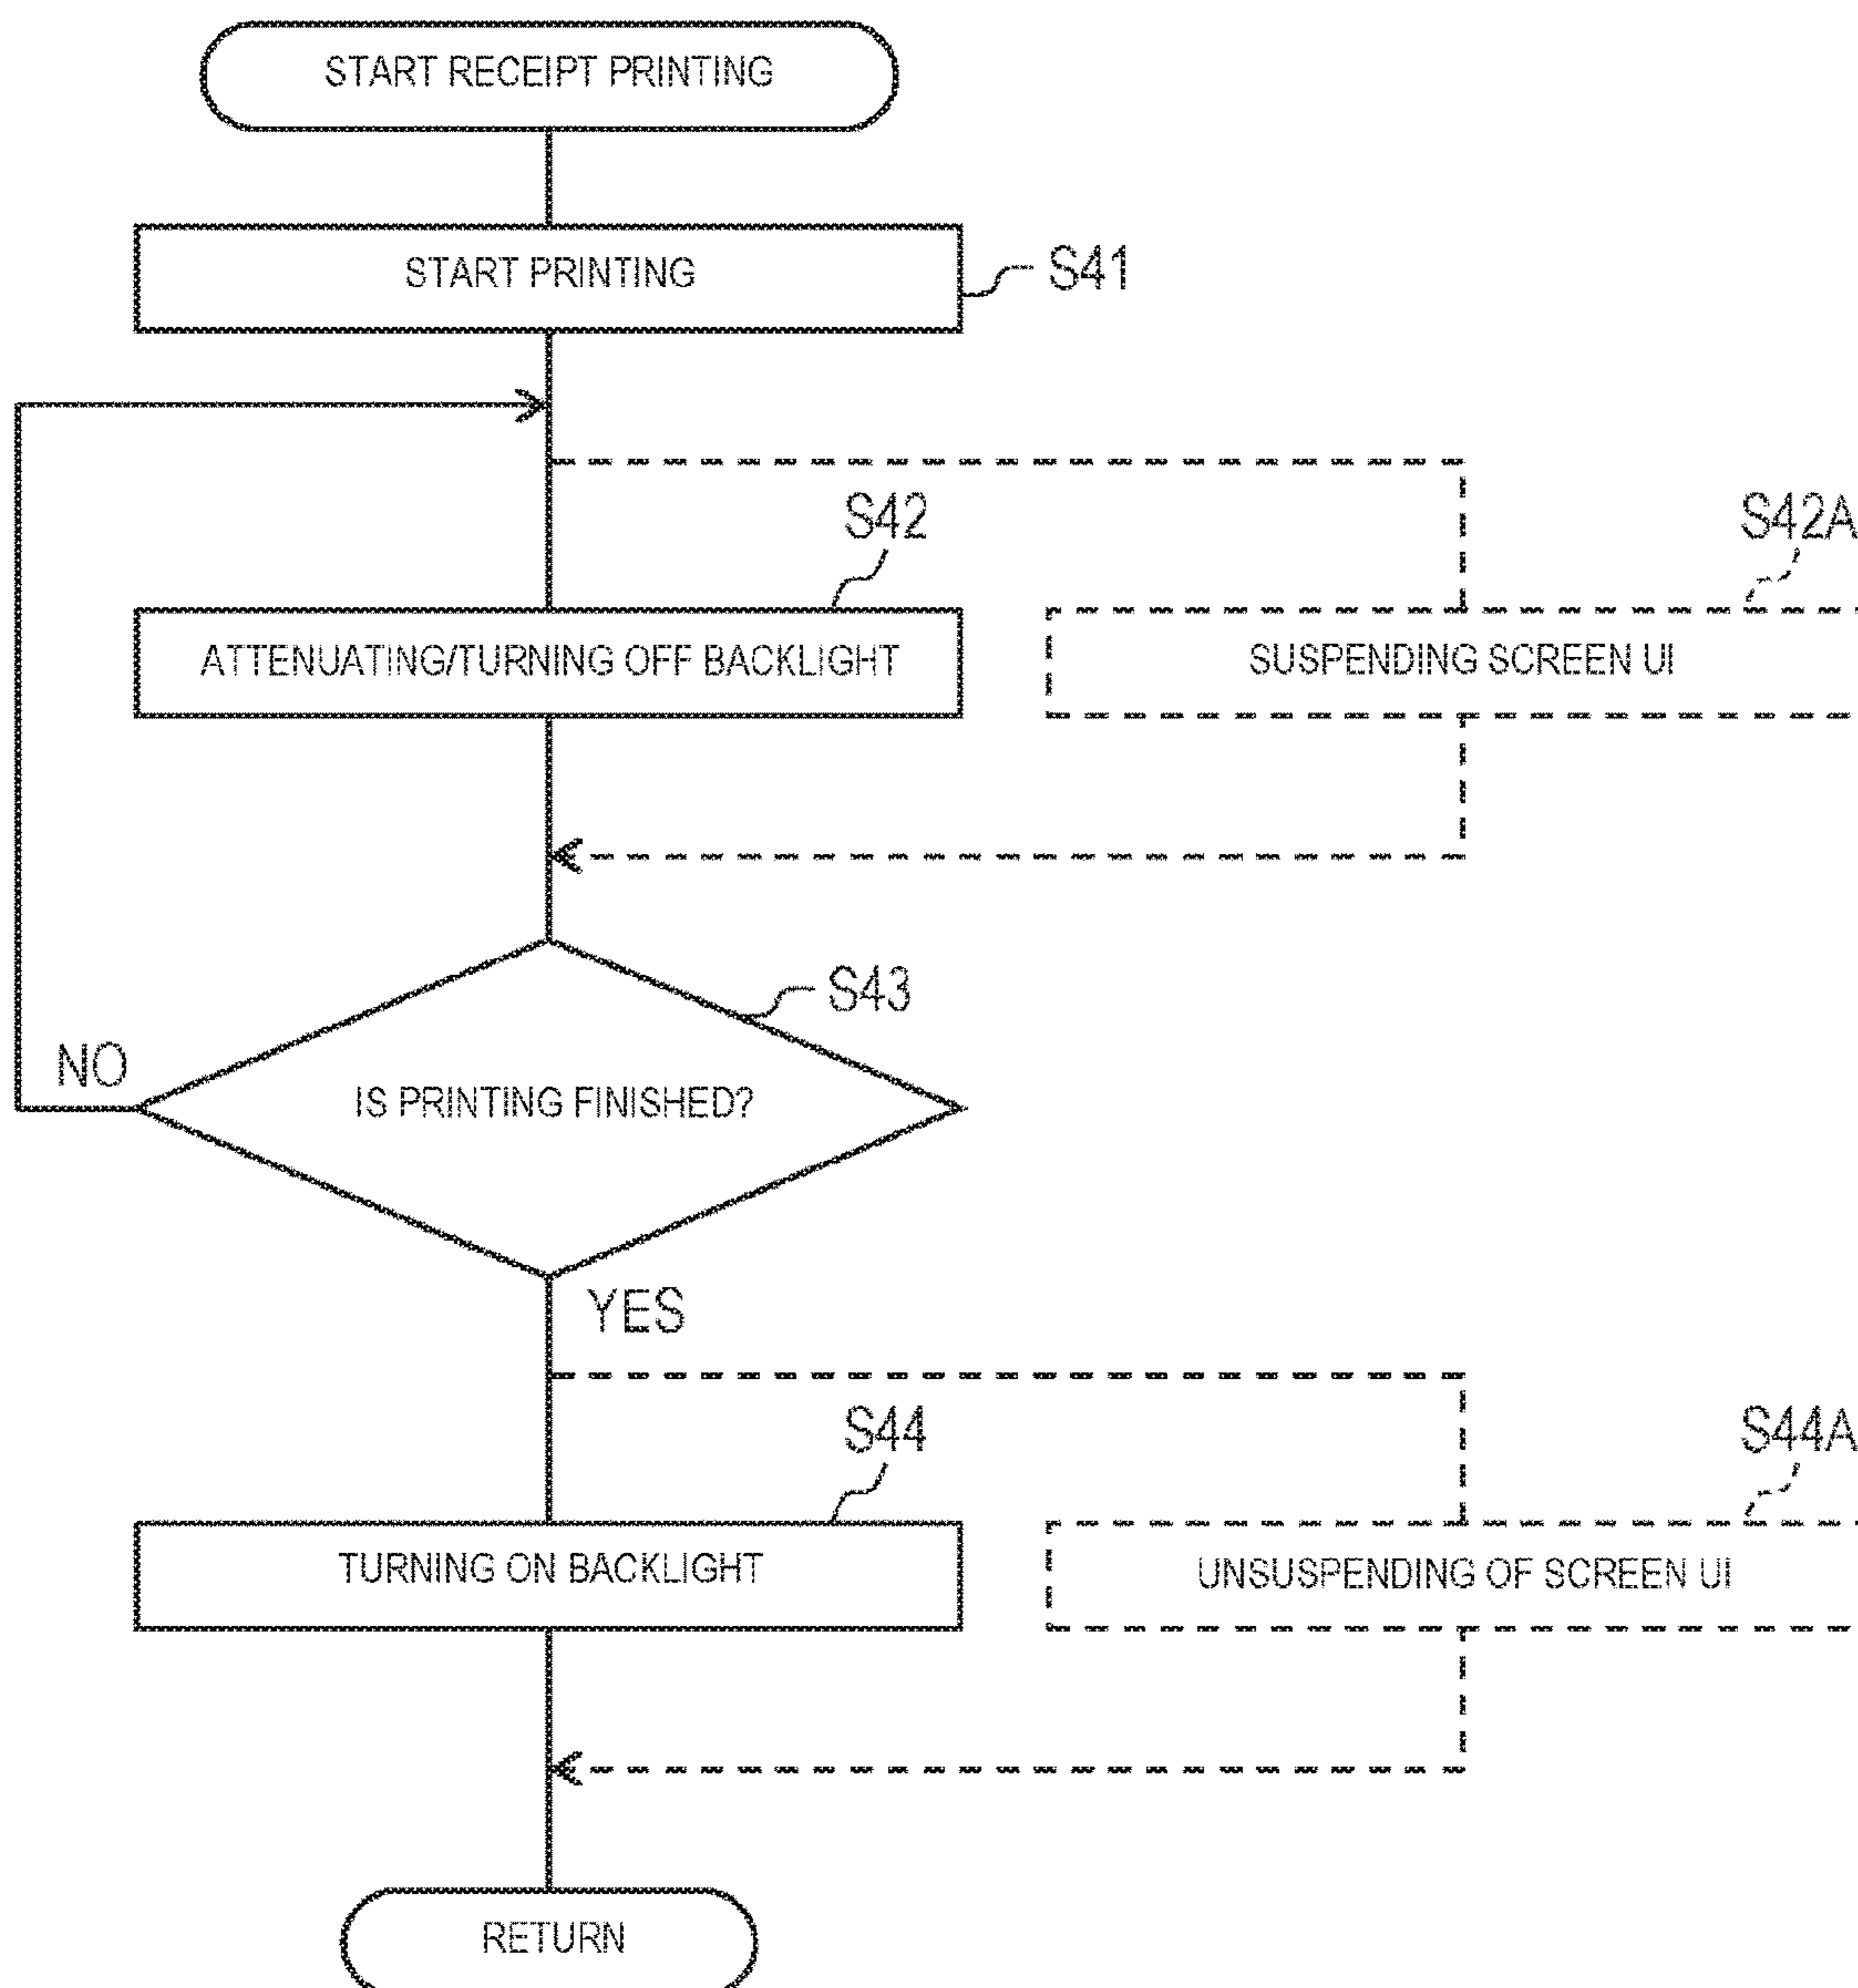 START RECEIPT PRINTING
START PRINTING
S41
S42
S42A
ATTENUATING/TURNING OFF BACKLIGHT
SUSPENDING SCREEN UI
S43
NO
IS PRINTING FINISHED?
YES
S44
S44A
TURNING ON BACKLIGHT
UNSUSPENDING OF SCREEN UI
RETURN